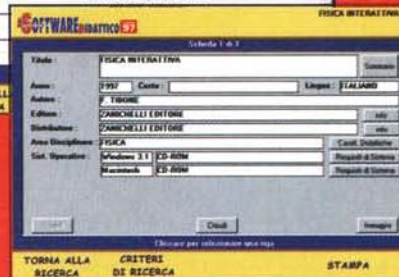 FISICA INTERATTIVA
SOFTWARE DIDATTICO 97
Scheda 1 di 1
Titolo : FISICA INTERATTIVA Sommario
Anno : 1997 Costo : Lingua : ITALIANO
Autore : F. TIBONE
Editore : ZANICHELLI EDITORE info
Distributore : ZANICHELLI EDITORE info
Area Disciplinare : FISICA Caratt. Didattiche
Sist. Operativo : Windows 3.1 CD-ROM Requisiti di Sistema
Macintosh CD-ROM Requisiti di Sistema
Chiudi Immagine
Cliccare per selezionare una riga
TORNA ALLA CRITERI
RICERCA DI RICERCA STAMPA